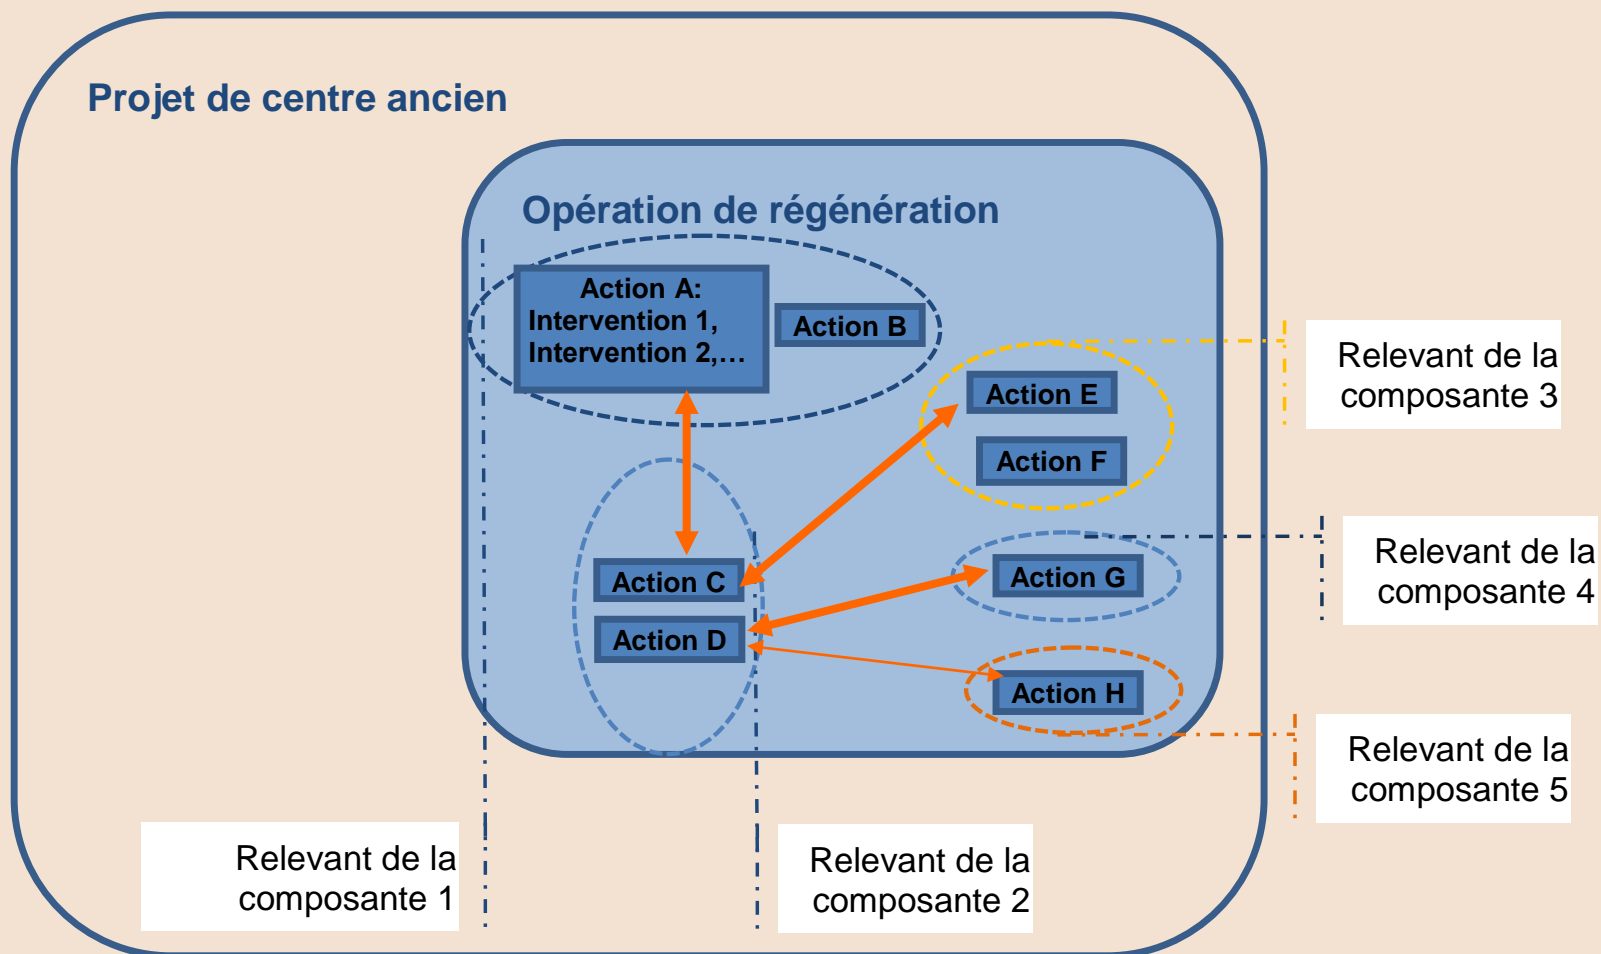 Projet de centre ancien
Opération de régénération
Action A:
Intervention 1,
Intervention 2,…
Action B
Action E
Action F
Relevant de la
composante 3
Action C
Action D
Action G
Relevant de la
composante 4
Action H
Relevant de la
composante 5
Relevant de la
composante 1
Relevant de la
composante 2